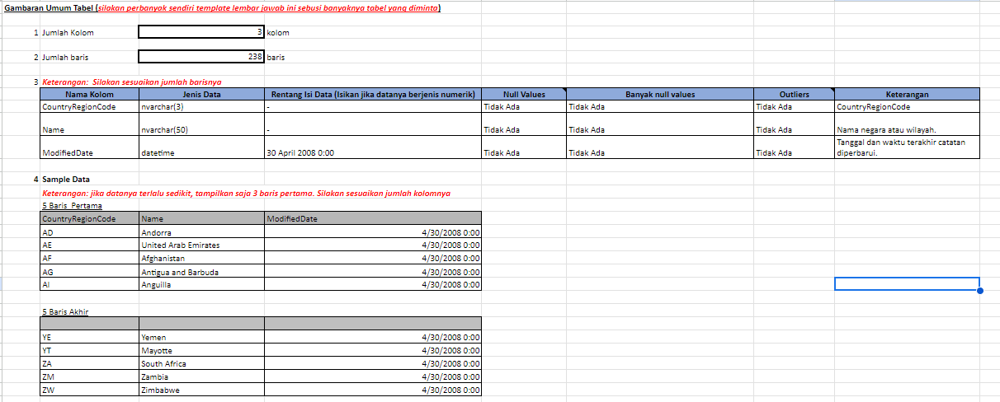 Gambaran Umum Tabel (silakan perbanyak sendiri template lembar jawab ini sebusi banyaknya tabel yang diminta)
1 Jumlah Kolom 3 kolom
2 Jumlah baris 238 baris
3 Keterangan: Silakan sesuaikan jumlah barisnya
Nama Kolom Jenis Data Rentang Isi Data (Isikan jika datanya berjenis numerik) Null Values Banyak null values Outliers Keterangan
CountryRegionCode nvarchar(3) - Tidak Ada Tidak Ada Tidak Ada CountryRegionCode
Name nvarchar(50) - Tidak Ada Tidak Ada Tidak Ada Nama negara atau wilayah.
ModifiedDate datetime 30 April 2008 0:00 Tidak Ada Tidak Ada Tidak Ada Tanggal dan waktu terakhir catatan
diperbarui.
4 Sample Data
Keterangan: jika datanya terlalu sedikit, tampilkan saja 3 baris pertama. Silakan sesuaikan jumlah kolomnya
5 Baris Pertama
CountryRegionCode Name ModifiedDate
AD Andorra 4/30/2008 0:00
AE United Arab Emirates 4/30/2008 0:00
AF Afghanistan 4/30/2008 0:00
AG Antigua and Barbuda 4/30/2008 0:00
AI Anguilla 4/30/2008 0:00
5 Baris Akhir
YE Yemen 4/30/2008 0:00
YT Mayotte 4/30/2008 0:00
ZA South Africa 4/30/2008 0:00
ZM Zambia 4/30/2008 0:00
ZW Zimbabwe 4/30/2008 0:00